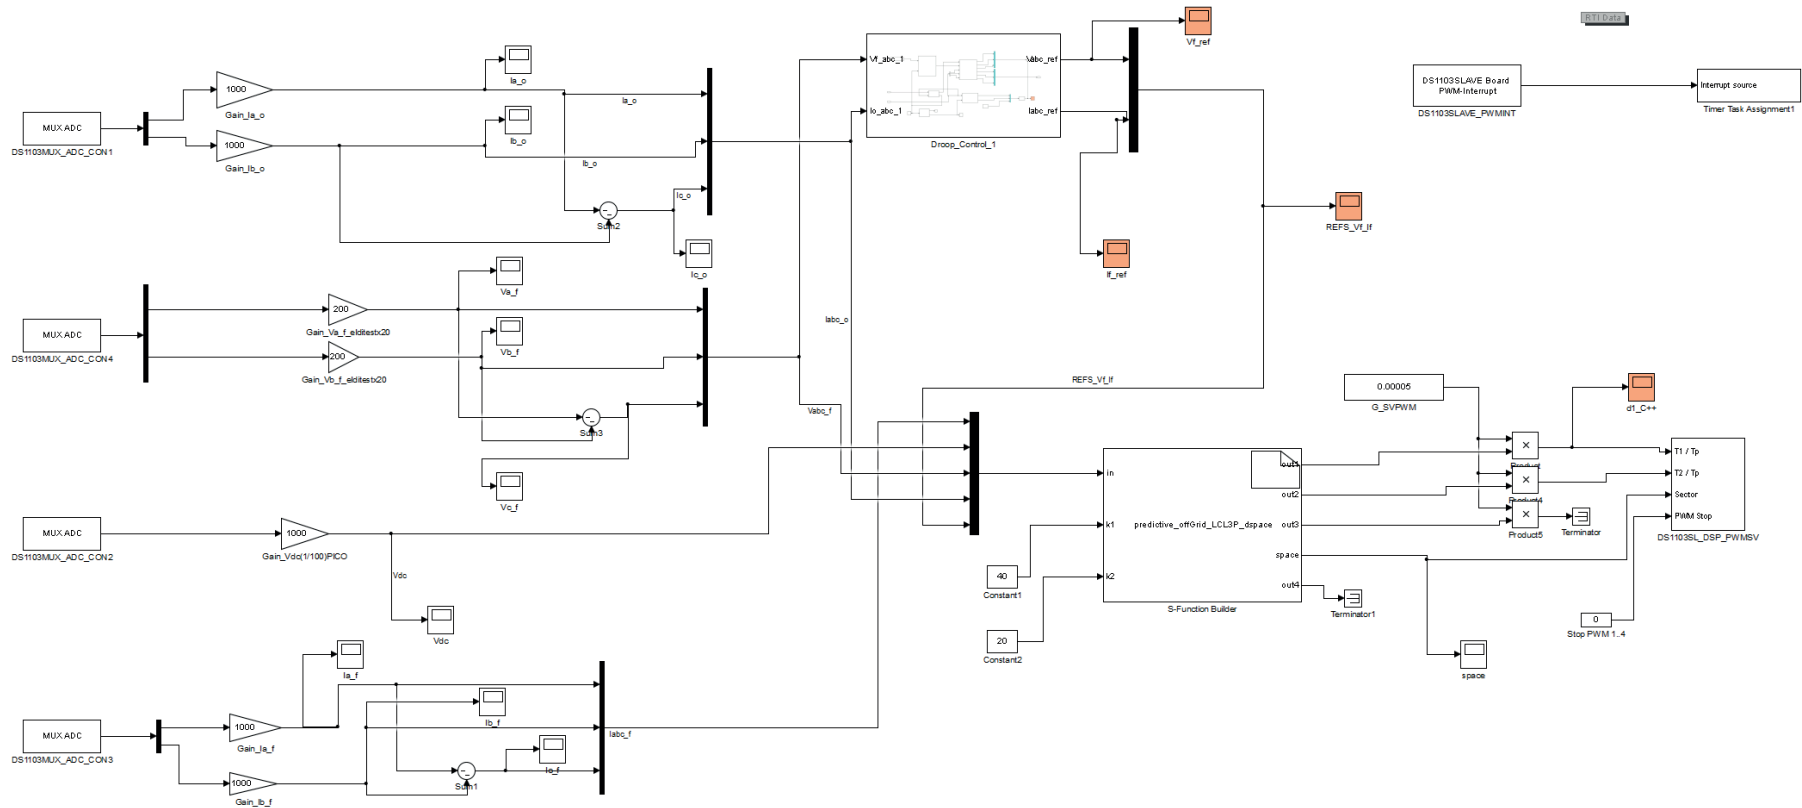 RTI Data
Vf_ref
Ia_o
1000
Gain_Ia_o
MUX ADC
DS1103MUX_ADC_CON1
Ib_o
1000
Gain_Ib_o
Ia_o
Ib_o
Ic_o
Sum2
Ic_o
Vf_abc_1
Io_abc_1
Vabc_ref
Iabc_ref
Droop_Control_1
DS1103SLAVE Board
PWM-Interrupt
DS1103SLAVE_PWMINT
Interrupt source
Timer Task Assignment1
REFS_Vf_If
If_ref
Va_f
200
Gain_Va_f_elditestx20
MUX ADC
DS1103MUX_ADC_CON4
Vb_f
200
Gain_Vb_f_elditestx20
Sum3
Vc_f
Iabc_o
Vabc_f
REFS_Vf_If
0.00005
G_SVPWM
d1_C++
MUX ADC
DS1103MUX_ADC_CON2
1000
Gain_Vdc(1/100)PICO
Vdc
Vdc
in
k1
k2
predictive_offGrid_LCL3P_dspace
out1
out2
out3
space
out4
S-Function Builder
40
Constant1
20
Constant2
×
Product
×
Product4
×
Product5
Terminator
Terminator1
T1 / Tp
T2 / Tp
Sector
PWM Stop
DS1103SL_DSP_PWMSV
0
Stop PWM 1..4
space
Ia_f
MUX ADC
DS1103MUX_ADC_CON3
1000
Gain_Ia_f
Ib_f
1000
Gain_Ib_f
Sum1
Ic_f
Iabc_f